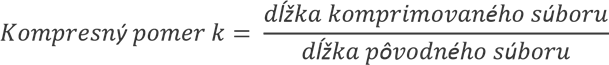 Kompresný pomer k = dĺžka komprimovaného súboru
dĺžka pôvodného súboru